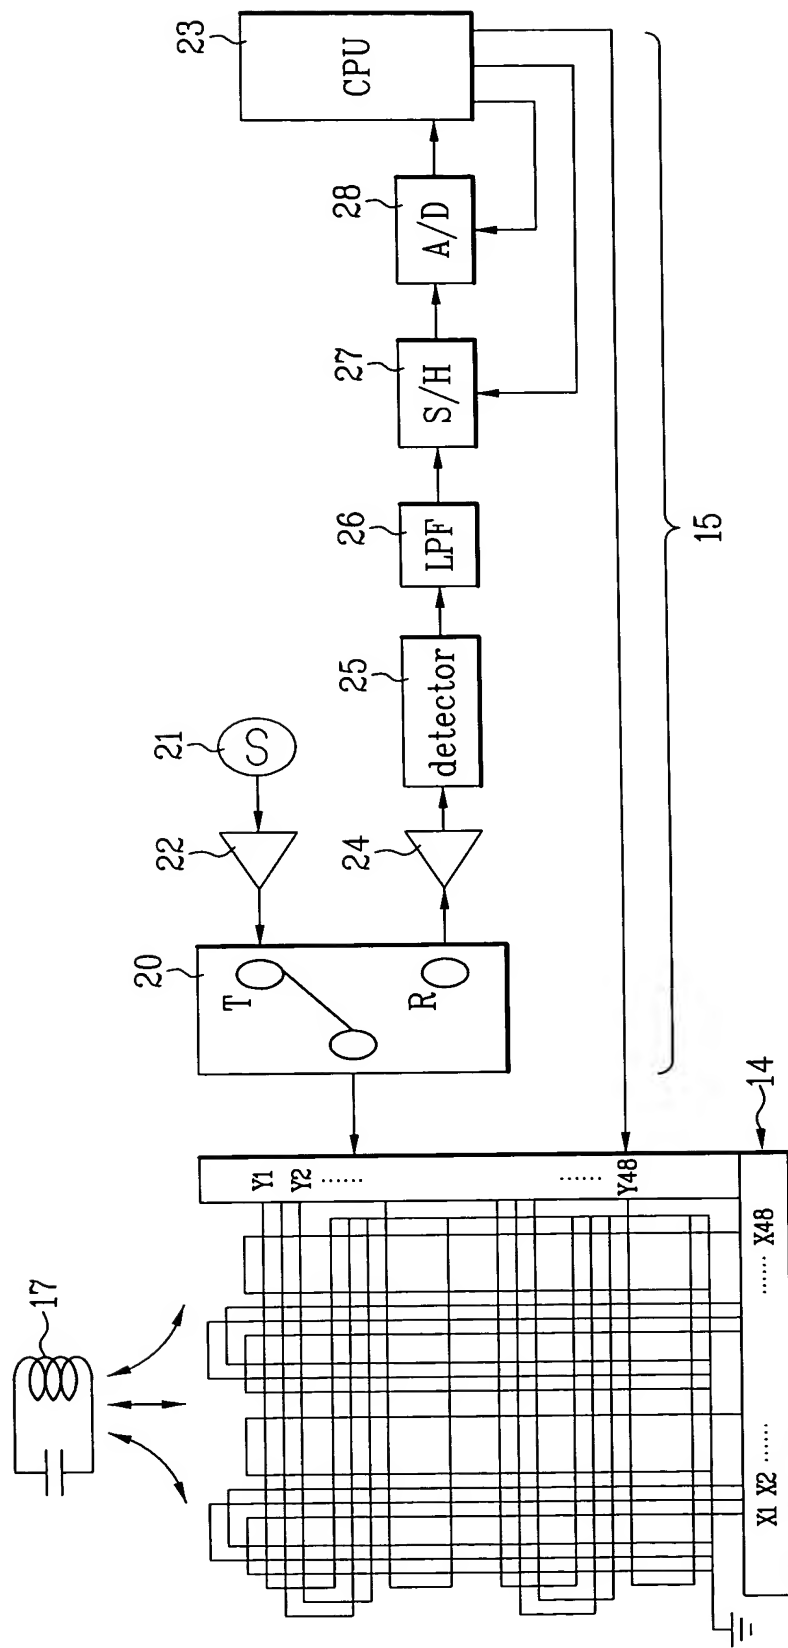 17
21
S
22
20
T
R
24
25
detector
26
LPF
27
S/H
28
A/D
23
CPU
15
14
Y1
Y2 ......
...... Y48
X1 X2 ...... ...... X48